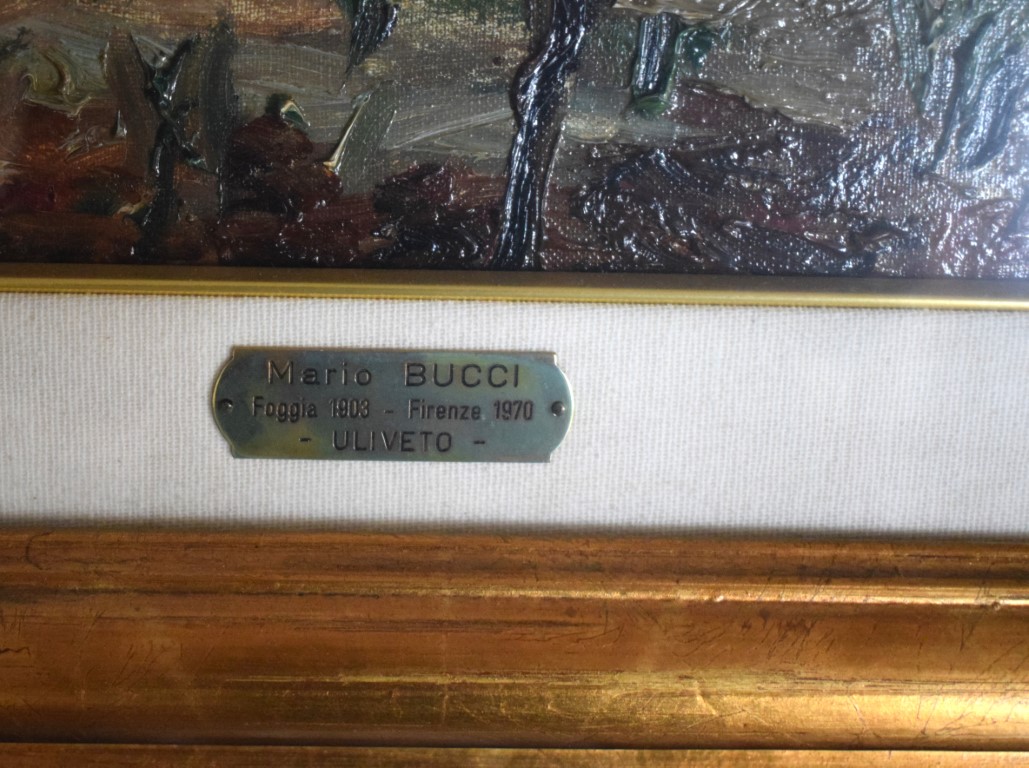 Mario BUCCI
Foggia 1903 - Firenze 1970
- ULIVETO -